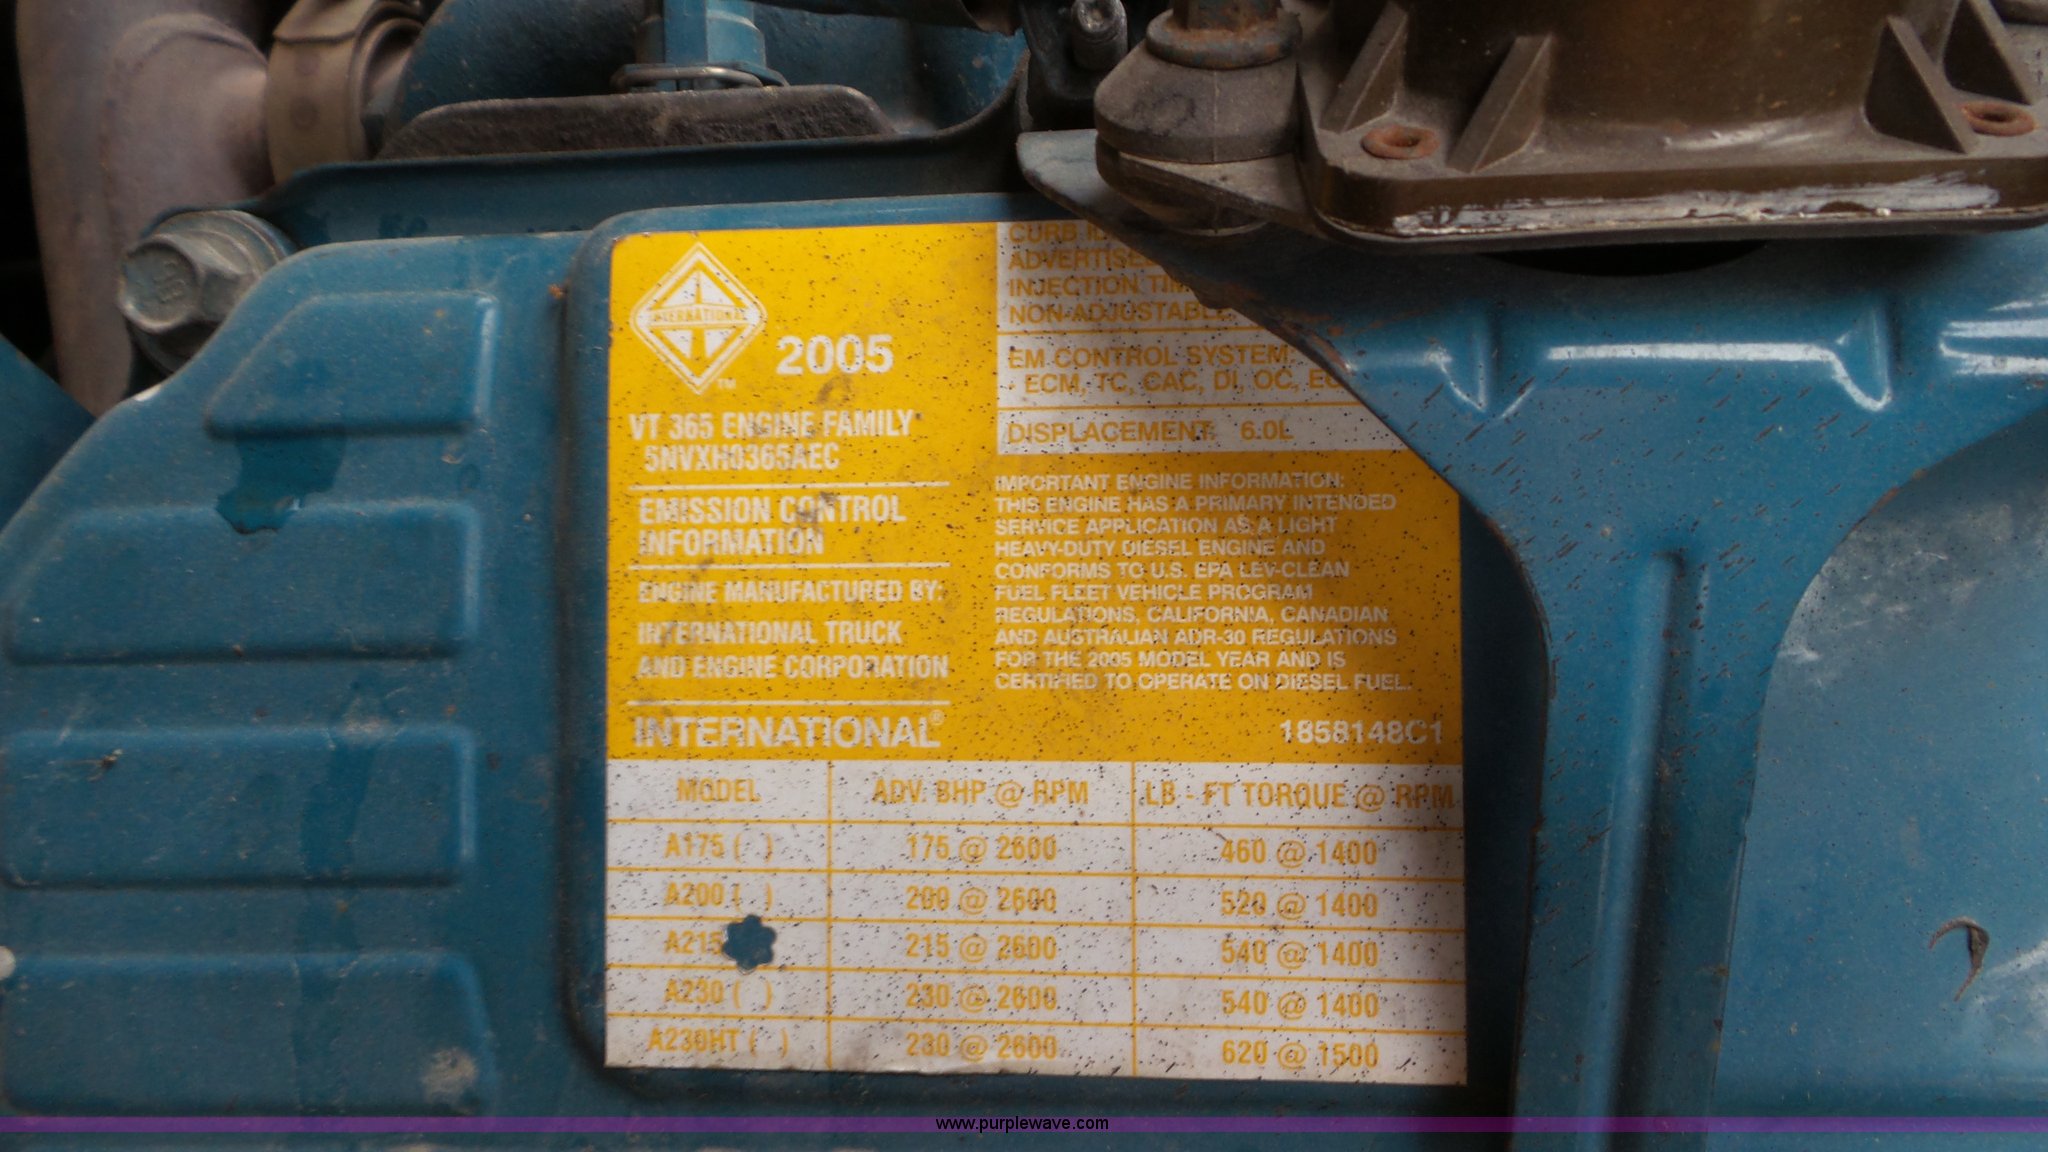 INTERNATIONAL
TM
2005
VT 365 ENGINE FAMILY
5NVXH0365AEC
EMISSION CONTROL
INFORMATION
ENGINE MANUFACTURED BY:
INTERNATIONAL TRUCK
AND ENGINE CORPORATION
INTERNATIONAL®
CURB
ADVERTISE
INJECTION TIM
NON-ADJUSTABLE
EM CONTROL SYSTEM:
- ECM, TC, CAC, DI, OC, EG
DISPLACEMENT: 6.0L
IMPORTANT ENGINE INFORMATION:
THIS ENGINE HAS A PRIMARY INTENDED
SERVICE APPLICATION AS A LIGHT
HEAVY-DUTY DIESEL ENGINE AND
CONFORMS TO U.S. EPA LEV-CLEAN
FUEL FLEET VEHICLE PROGRAM
REGULATIONS, CALIFORNIA, CANADIAN
AND AUSTRALIAN ADR-30 REGULATIONS
FOR THE 2005 MODEL YEAR AND IS
CERTIFIED TO OPERATE ON DIESEL FUEL.
1858148C1
MODEL ADV. BHP @ RPM LB - FT TORQUE @ RPM
A175 ( ) 175 @ 2600 460 @ 1400
A200 ( ) 200 @ 2600 520 @ 1400
A215 215 @ 2600 540 @ 1400
A230 ( ) 230 @ 2600 540 @ 1400
A230HT ( ) 230 @ 2600 620 @ 1500
www.purplewave.com